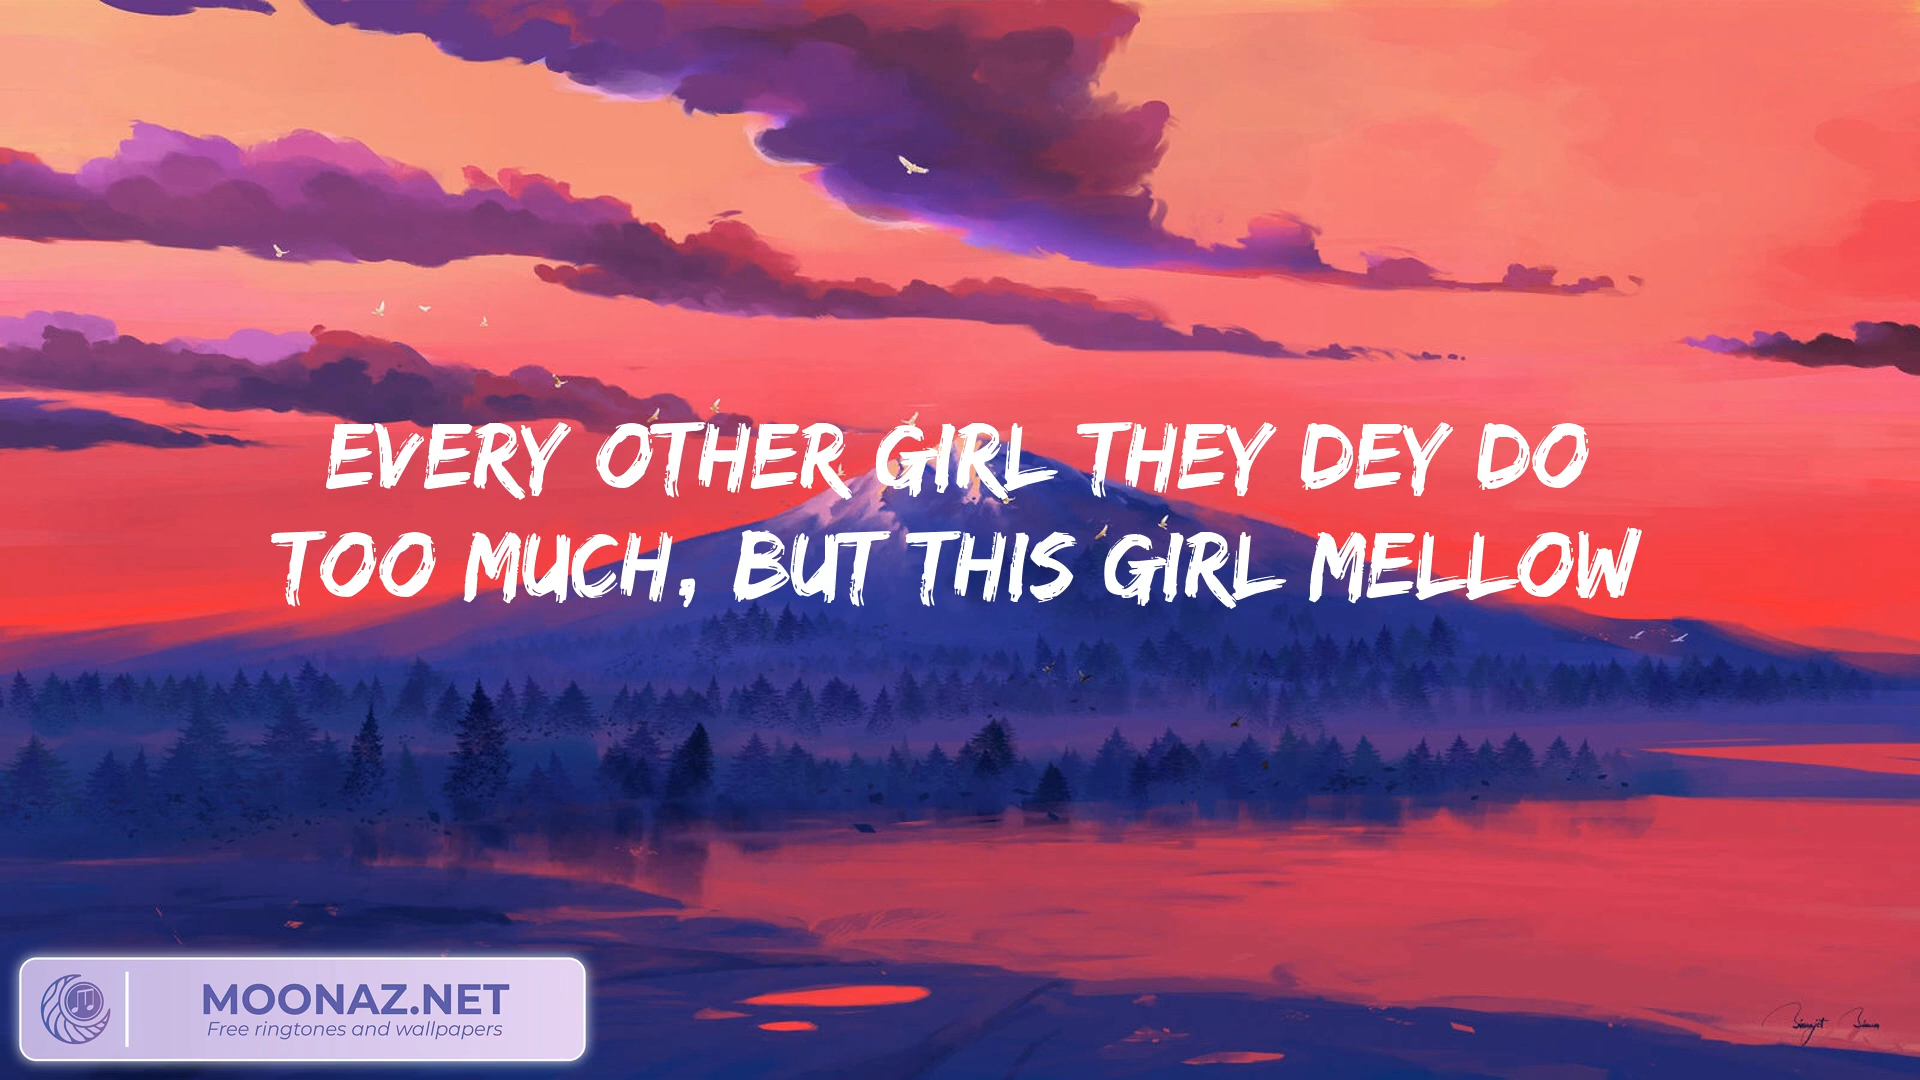 EVERY OTHER GIRL THEY DEY DO
TOO MUCH, BUT THIS GIRL MELLOW
MOONAZ.NET
Free ringtones and wallpapers